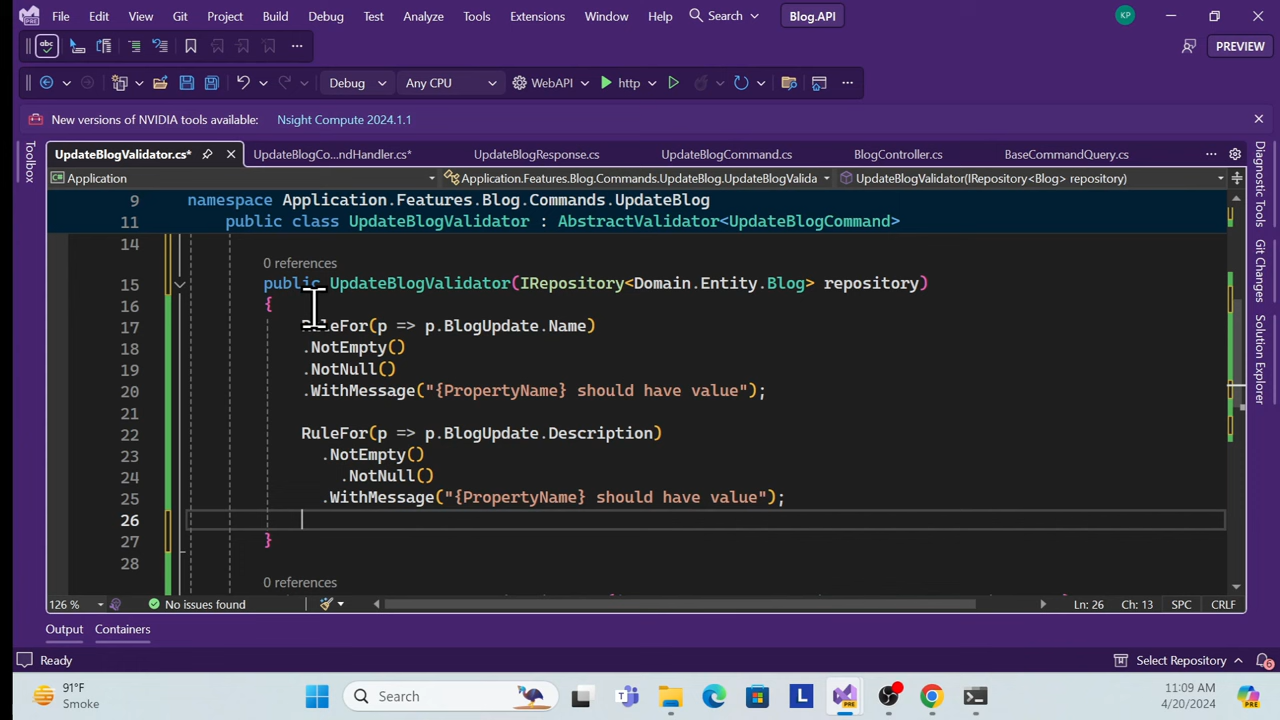 File Edit View Git Project Build Debug Test Analyze Tools Extensions Window Help Search Blog.API KP
abc PREVIEW
Debug Any CPU WebAPI http
New versions of NVIDIA tools available: Nsight Compute 2024.1.1
Toolbox
UpdateBlogValidator.cs* UpdateBlogCo...ndHandler.cs* UpdateBlogResponse.cs UpdateBlogCommand.cs BlogController.cs BaseCommandQuery.cs
Application Application.Features.Blog.Commands.UpdateBlog.UpdateBlogValida UpdateBlogValidator(IRepository<Blog> repository)
9 namespace Application.Features.Blog.Commands.UpdateBlog
11 public class UpdateBlogValidator : AbstractValidator<UpdateBlogCommand>
14
0 references
15 public UpdateBlogValidator(IRepository<Domain.Entity.Blog> repository)
16 {
17 RuleFor(p => p.BlogUpdate.Name)
18 .NotEmpty()
19 .NotNull()
20 .WithMessage("{PropertyName} should have value");
21
22 RuleFor(p => p.BlogUpdate.Description)
23 .NotEmpty()
24 .NotNull()
25 .WithMessage("{PropertyName} should have value");
26
27 }
28
0 references
Diagnostic Tools
Git Changes
Solution Explorer
126 % No issues found Ln: 26 Ch: 13 SPC CRLF
Output Containers
Ready Select Repository 6
91°F
Smoke
Search
PRE
L
PRE
11:09 AM
4/20/2024